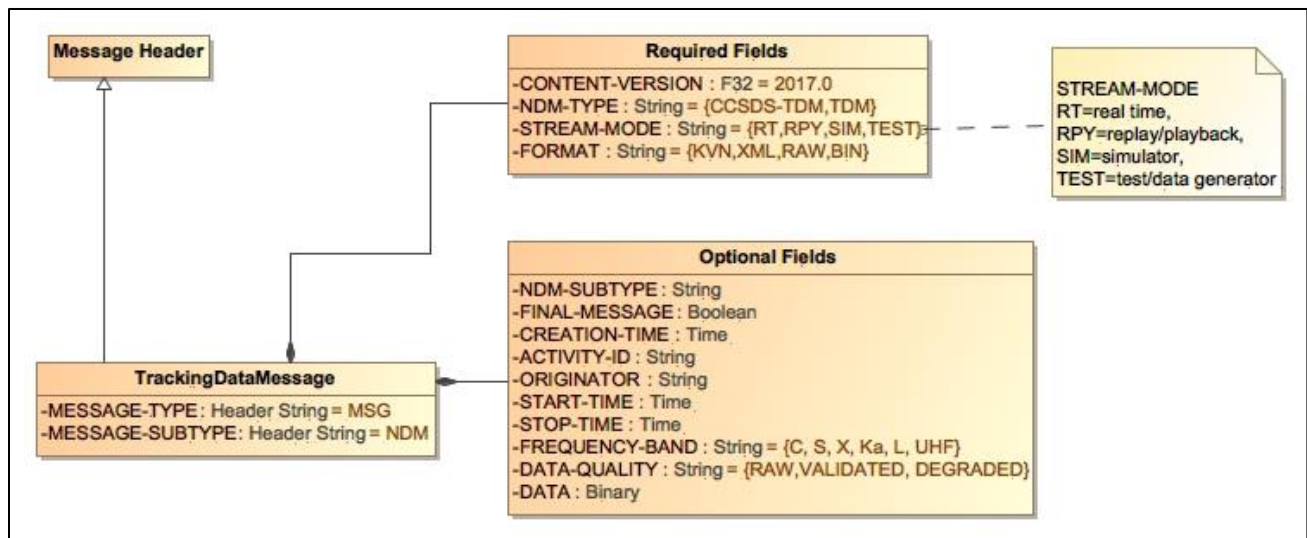 Message Header
Required Fields
-CONTENT-VERSION : F32 = 2017.0
-NDM-TYPE : String = {CCSDS-TDM,TDM}
-STREAM-MODE : String = {RT,RPY,SIM,TEST}
-FORMAT : String = {KVN,XML,RAW,BIN}
STREAM-MODE
RT=real time,
RPY=replay/playback,
SIM=simulator,
TEST=test/data generator
Optional Fields
-NDM-SUBTYPE : String
-FINAL-MESSAGE : Boolean
-CREATION-TIME : Time
-ACTIVITY-ID : String
-ORIGINATOR : String
-START-TIME : Time
-STOP-TIME : Time
-FREQUENCY-BAND : String = {C, S, X, Ka, L, UHF}
-DATA-QUALITY : String = {RAW,VALIDATED, DEGRADED}
-DATA : Binary
TrackingDataMessage
-MESSAGE-TYPE : Header String = MSG
-MESSAGE-SUBTYPE : Header String = NDM